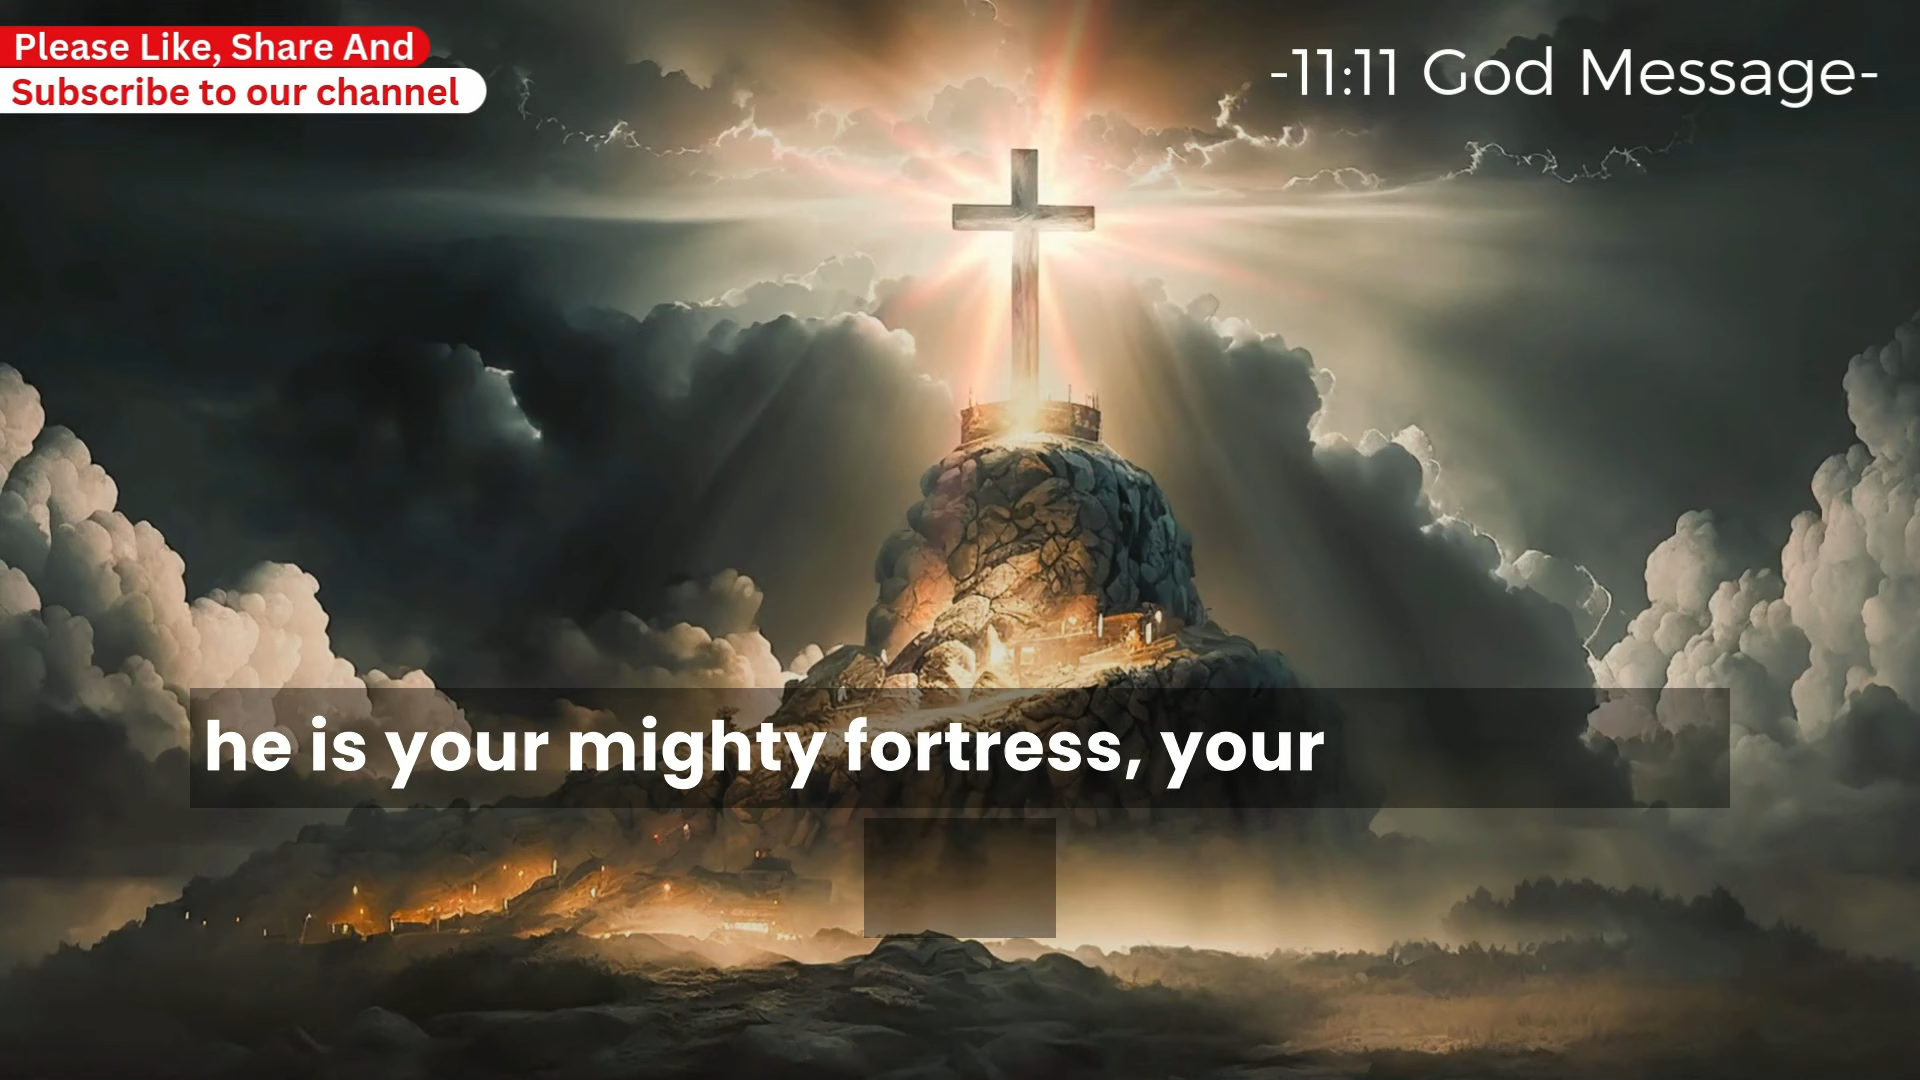 Please Like, Share And
Subscribe to our channel
-11:11 God Message-
he is your mighty fortress, your